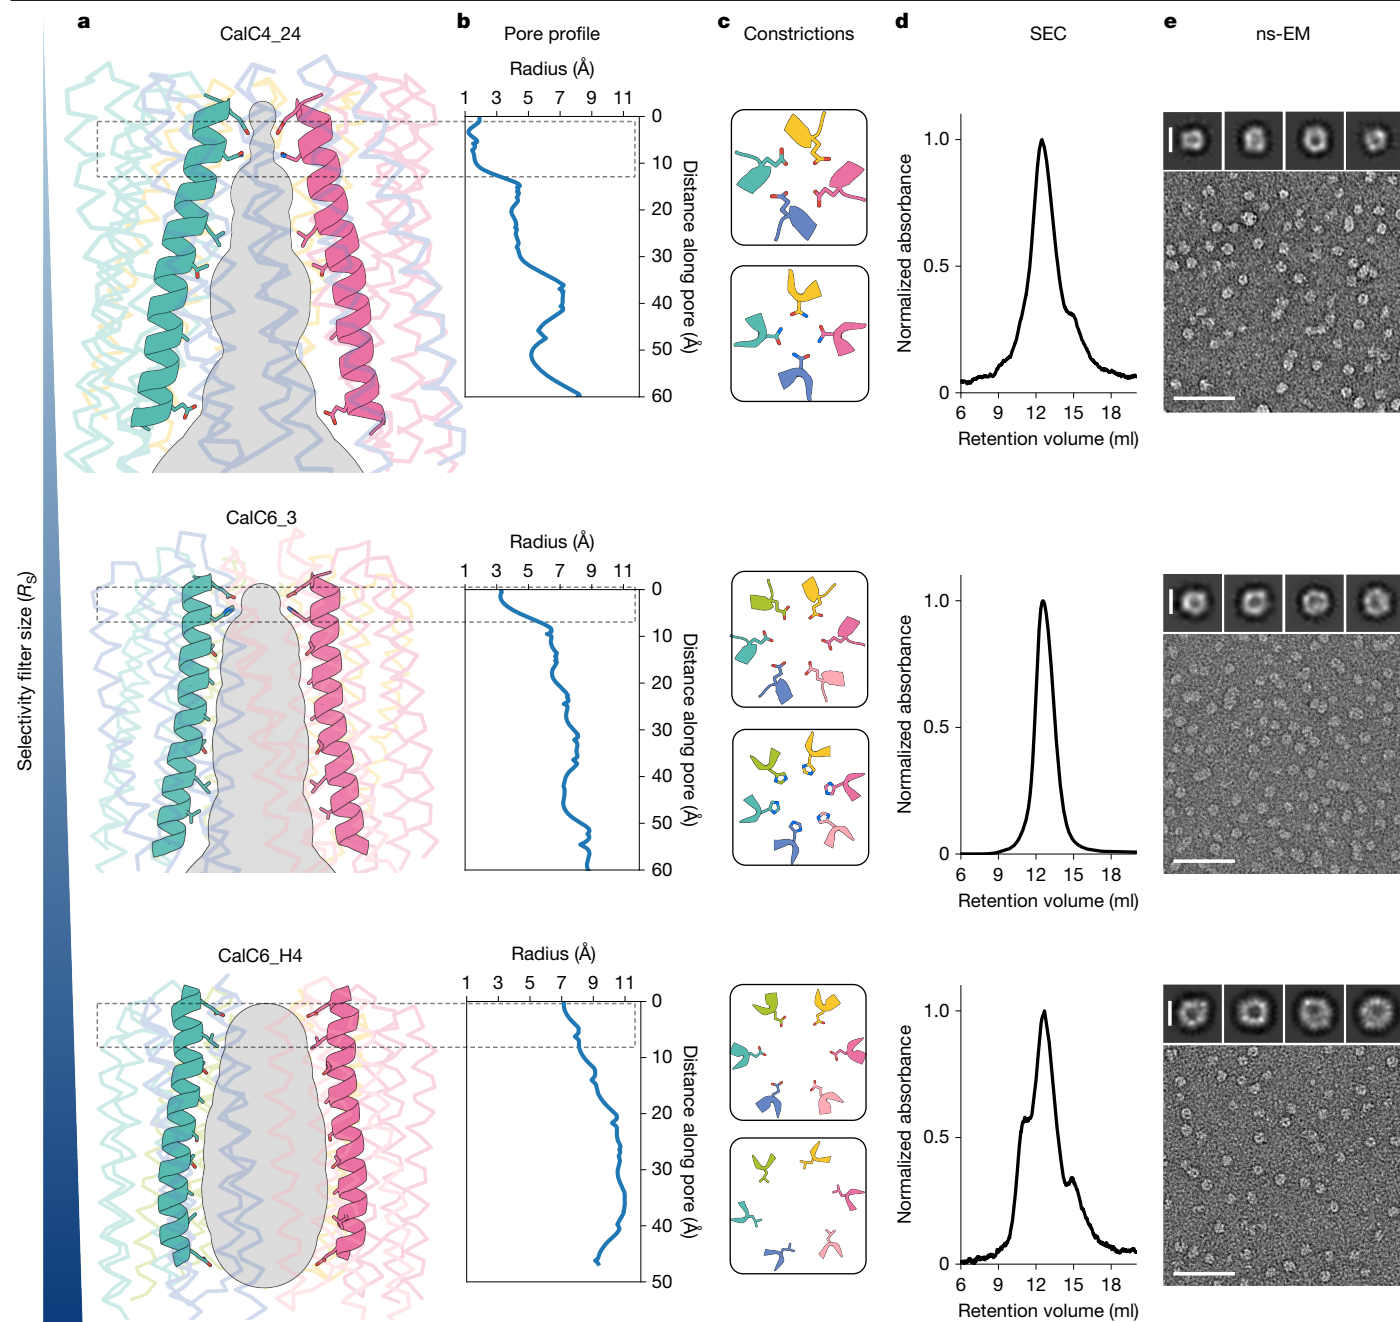 a
b
c
d
e
CalC4_24
Pore profile
Constrictions
SEC
ns-EM
Radius (Å)
1 3 5 7 9 11
0
10
20
30
40
50
60
Distance along pore (Å)
1.0
0.5
0
Normalized absorbance
6 9 12 15 18
Retention volume (ml)
Selectivity filter size (RS)
CalC6_3
Radius (Å)
1 3 5 7 9 11
0
10
20
30
40
50
60
Distance along pore (Å)
1.0
0.5
0
Normalized absorbance
6 9 12 15 18
Retention volume (ml)
CalC6_H4
Radius (Å)
1 3 5 7 9 11
0
10
20
30
40
50
Distance along pore (Å)
1.0
0.5
0
Normalized absorbance
6 9 12 15 18
Retention volume (ml)